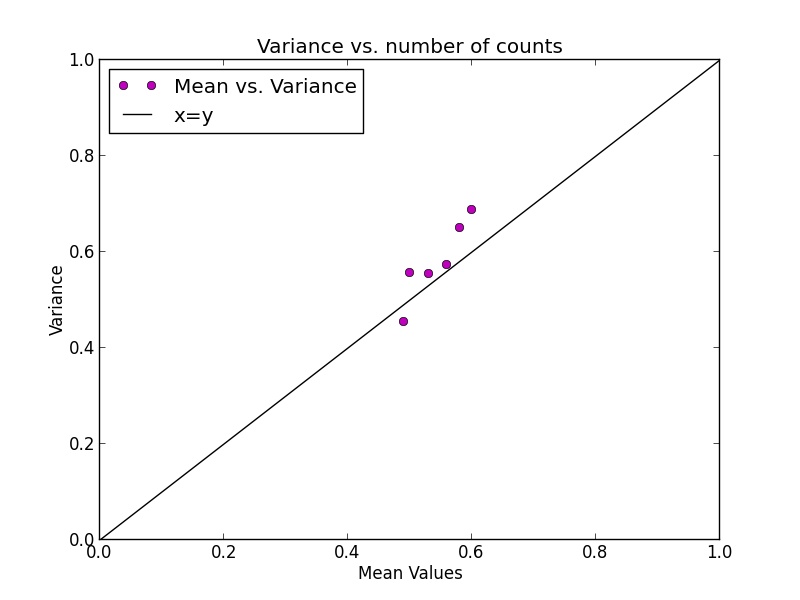 Variance vs. number of counts
Mean vs. Variance
x=y
1.0
0.8
0.6
0.4
0.2
0.0
Variance
0.0 0.2 0.4 0.6 0.8 1.0
Mean Values